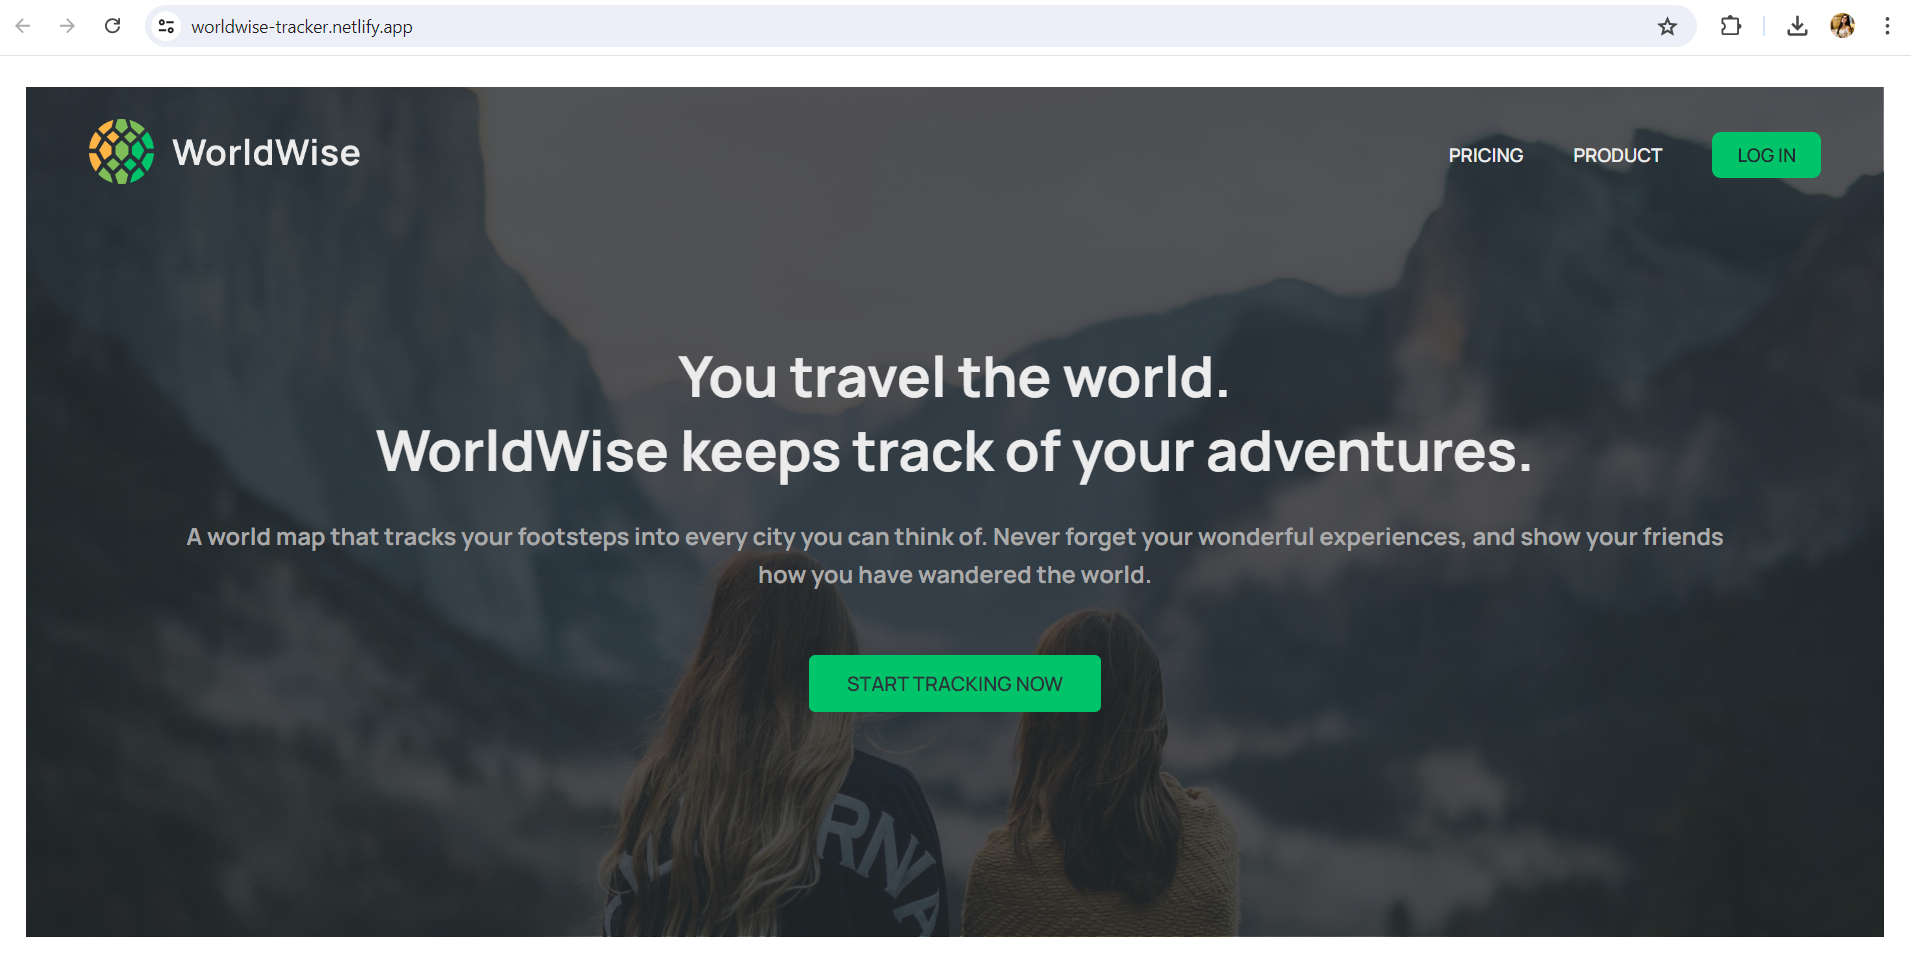 worldwise-tracker.netlify.app
WorldWise
PRICING
PRODUCT
LOG IN
You travel the world.
WorldWise keeps track of your adventures.
A world map that tracks your footsteps into every city you can think of. Never forget your wonderful experiences, and show your friends
how you have wandered the world.
START TRACKING NOW